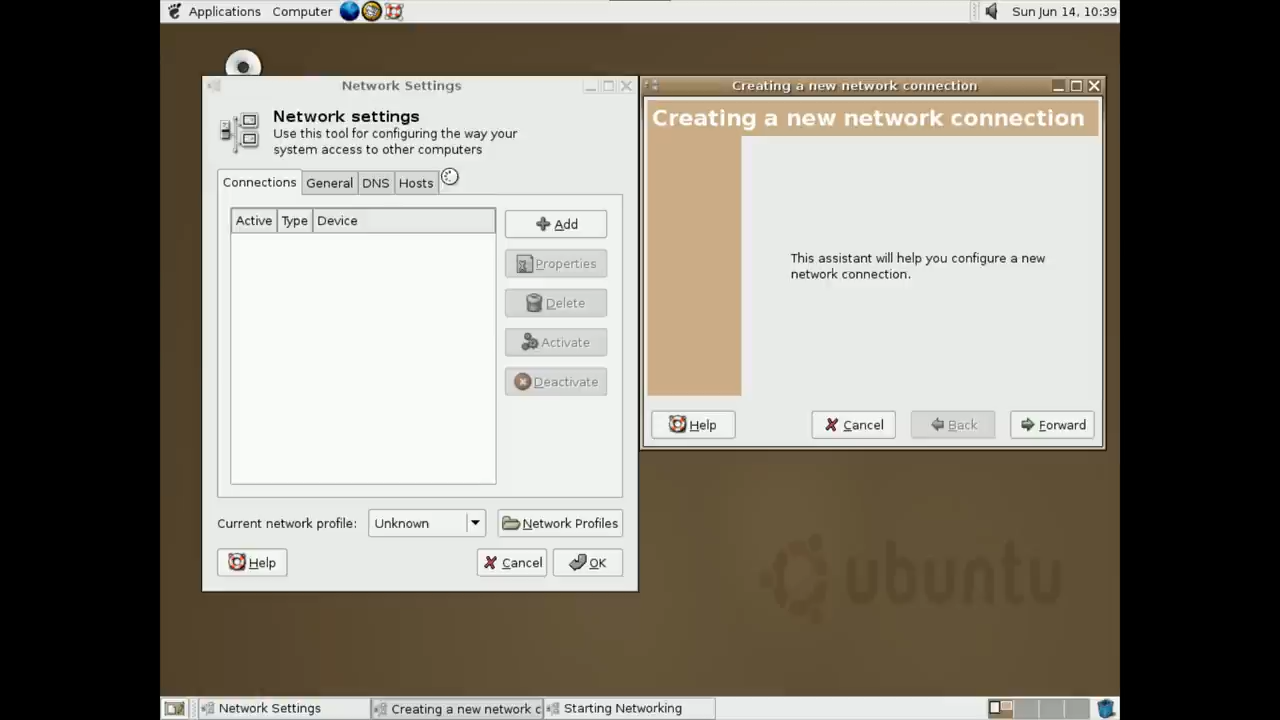 Applications Computer
Sun Jun 14, 10:39
Network Settings
Network settings
Use this tool for configuring the way your
system access to other computers
Connections General DNS Hosts
Active Type Device
Add
Properties
Delete
Activate
Deactivate
Current network profile: Unknown Network Profiles
Help Cancel OK
Creating a new network connection
Creating a new network connection
This assistant will help you configure a new
network connection.
Help Cancel Back Forward
ubuntu
Network Settings Creating a new network c Starting Networking